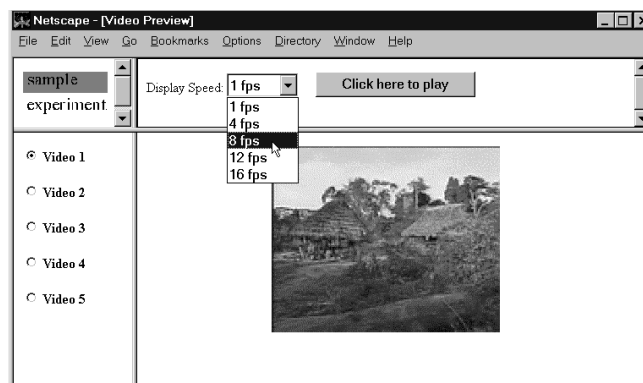 Netscape - [Video Preview]
File Edit View Go Bookmarks Options Directory Window Help
sample
experiment
Display Speed: 1 fps
Click here to play
1 fps
4 fps
8 fps
12 fps
16 fps
Video 1
Video 2
Video 3
Video 4
Video 5